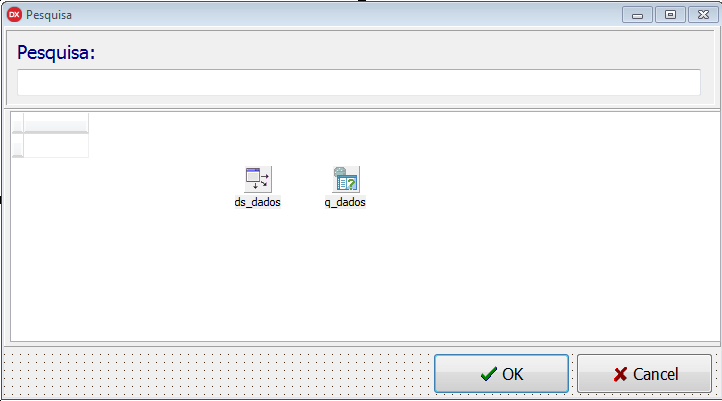 DX Pesquisa
Pesquisa:
ds_dados q_dados
OK Cancel